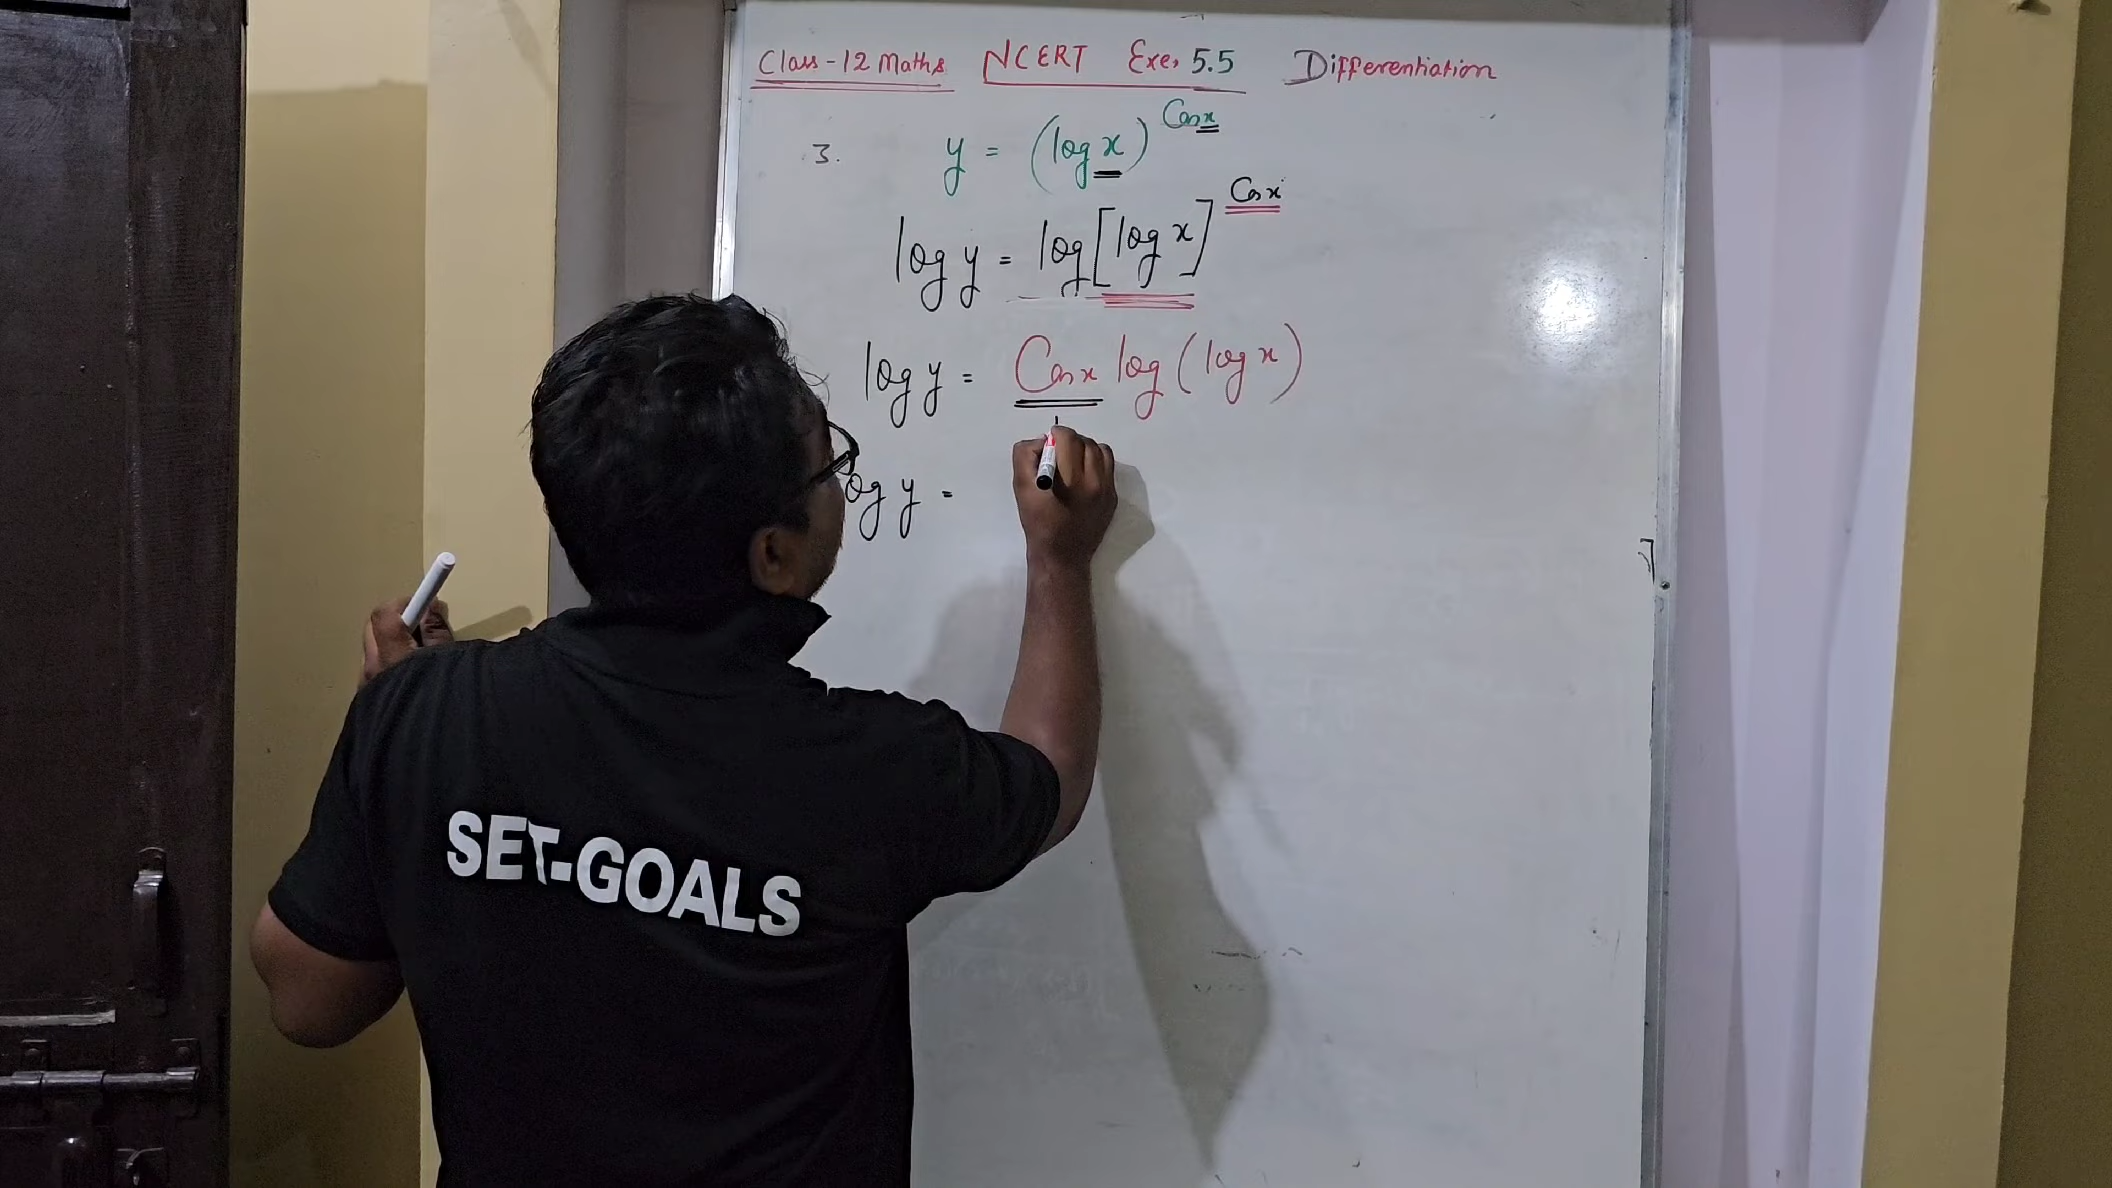 Class-12 Maths NCERT Exe. 5.5 Differentiation
3. y = (log x)^Cos x
log y = log[log x]^Cos x
log y = Cos x log(log x)
log y =
SET-GOALS